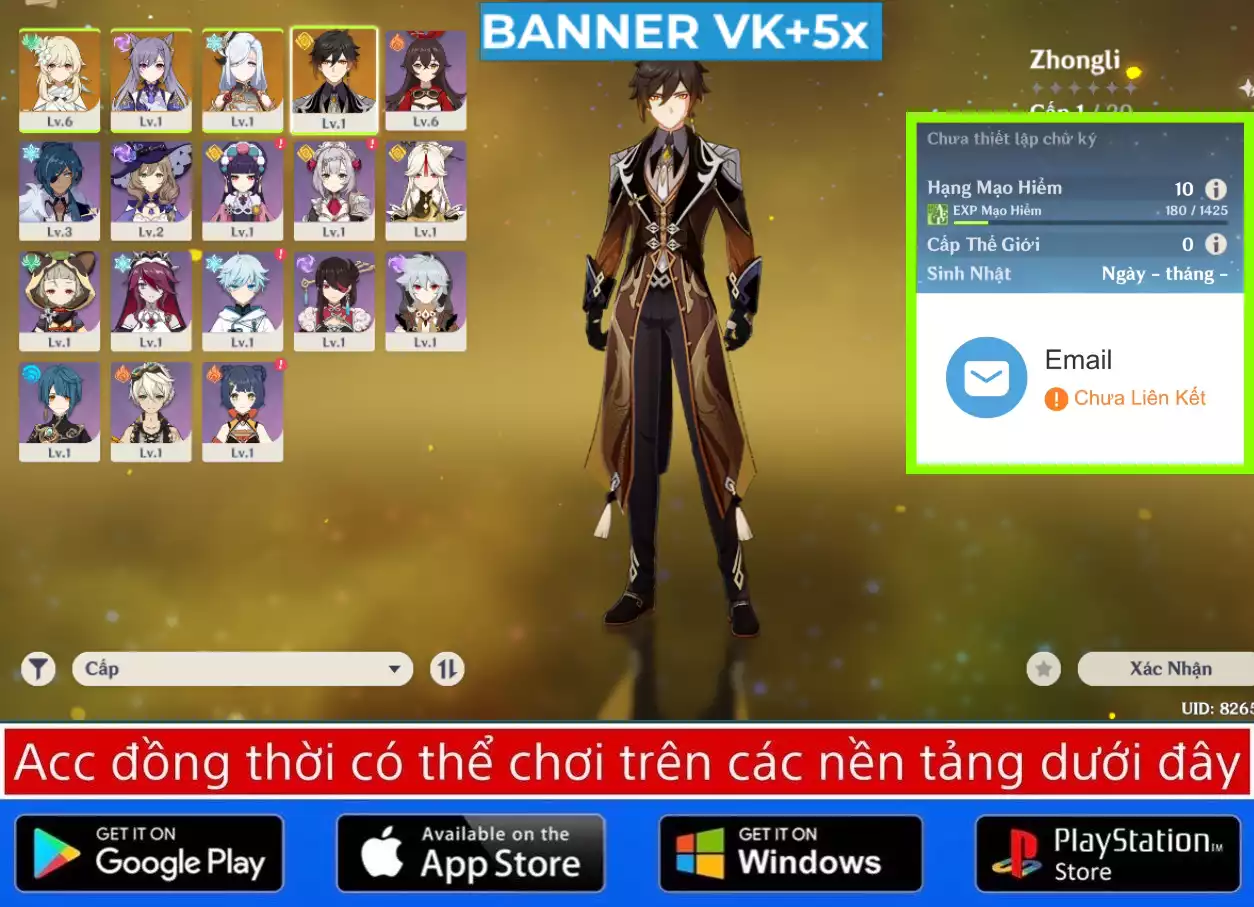 BANNER VK+5x
Lv.6
Lv.1
Lv.1
Lv.1
Lv.6
Lv.3
Lv.2
Lv.1
Lv.1
Lv.1
Lv.1
Lv.1
Lv.1
Lv.1
Lv.1
Lv.1
Lv.1
Lv.1
Zhongli
Cấp 1 / 20
Chưa thiết lập chữ ký
Hạng Mạo Hiểm 10
EXP Mạo Hiểm 180 / 1425
Cấp Thế Giới 0
Sinh Nhật Ngày - tháng -
Email
Chưa Liên Kết
Cấp
Xác Nhận
UID: 8265
Acc đồng thời có thể chơi trên các nền tảng dưới đây
GET IT ON
Google Play
Available on the
App Store
GET IT ON
Windows
PlayStation™
Store